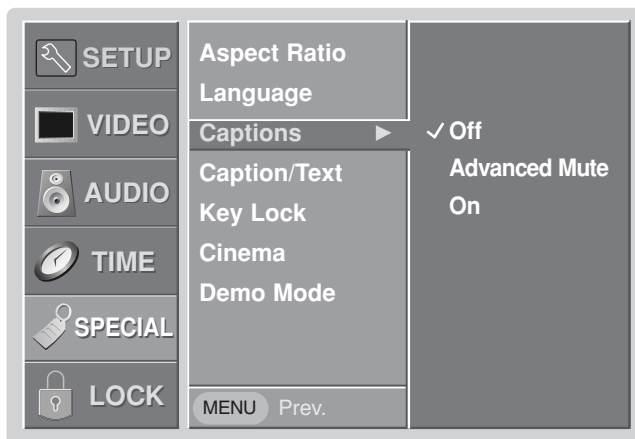 SETUP
VIDEO
AUDIO
TIME
SPECIAL
LOCK
Aspect Ratio
Language
Captions
Caption/Text
Key Lock
Cinema
Demo Mode
MENU Prev.
Off
Advanced Mute
On